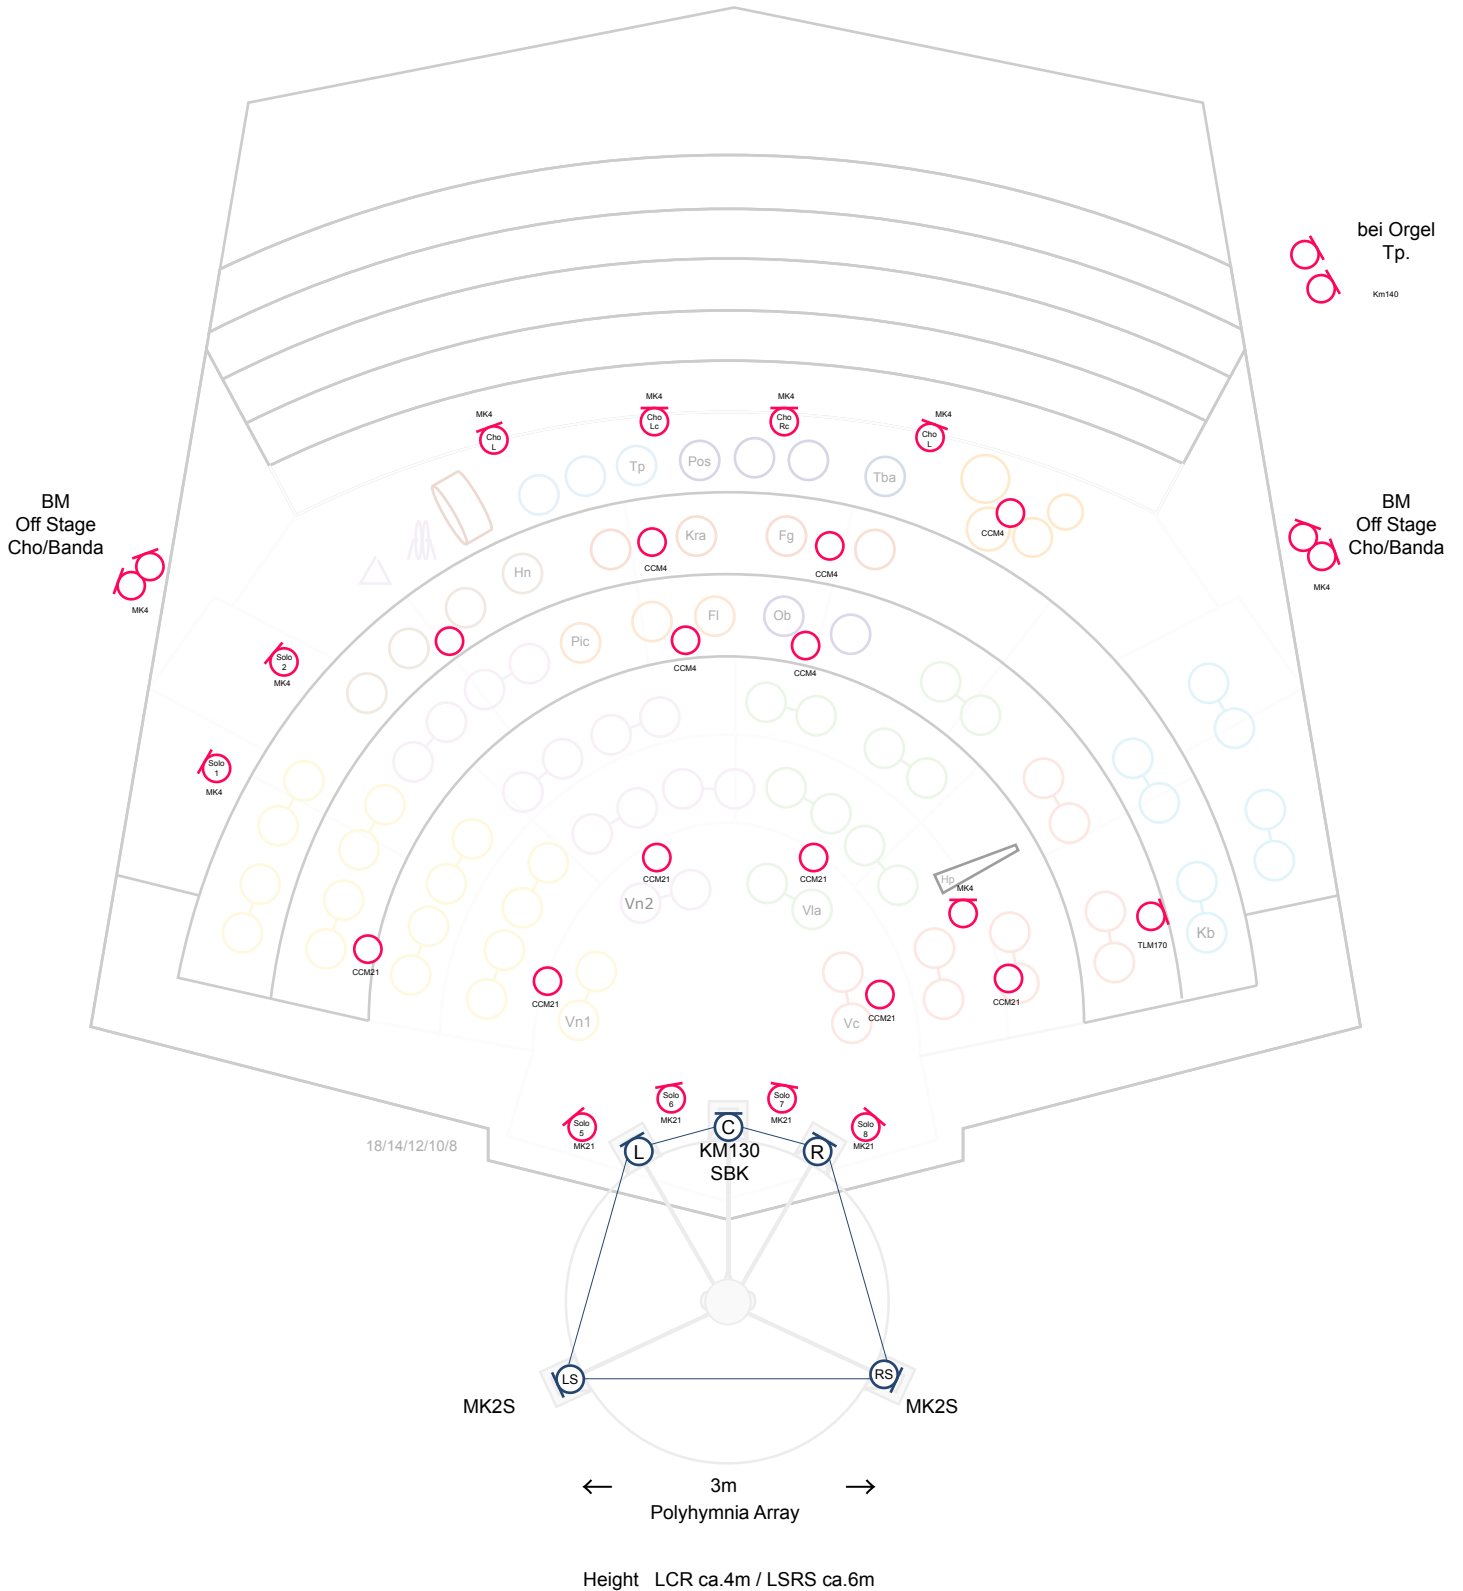 bei Orgel
Tp.
Km140
MK4
Cho
L
MK4
Cho
Lc
MK4
Cho
Rc
MK4
Cho
L
Tp
Pos
Tba
BM
Off Stage
Cho/Banda
MK4
BM
Off Stage
Cho/Banda
MK4
CCM4
Kra
Fg
CCM4
CCM4
Hn
Pic
Fl
Ob
CCM4
CCM4
Solo
2
MK4
Solo
1
MK4
CCM21
CCM21
Vn2
Vla
Hp
MK4
TLM170
Kb
CCM21
CCM21
CCM21
CCM21
Vn1
Vc
Solo
5
MK21
Solo
6
MK21
Solo
7
MK21
Solo
8
MK21
18/14/12/10/8
L
C
R
KM130
SBK
LS
RS
MK2S
MK2S
← 3m →
Polyhymnia Array
Height LCR ca.4m / LSRS ca.6m